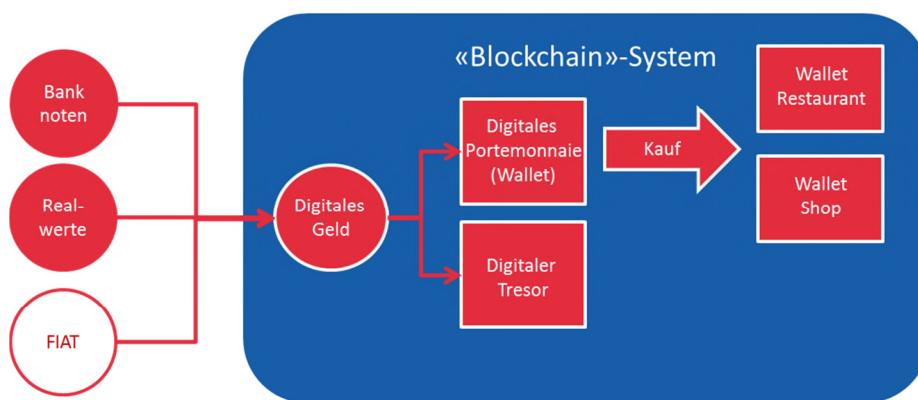 «Blockchain»-System
Bank
noten
Real-
werte
FIAT
Digitales
Geld
Digitales
Portemonnaie
(Wallet)
Digitaler
Tresor
Kauf
Wallet
Restaurant
Wallet
Shop